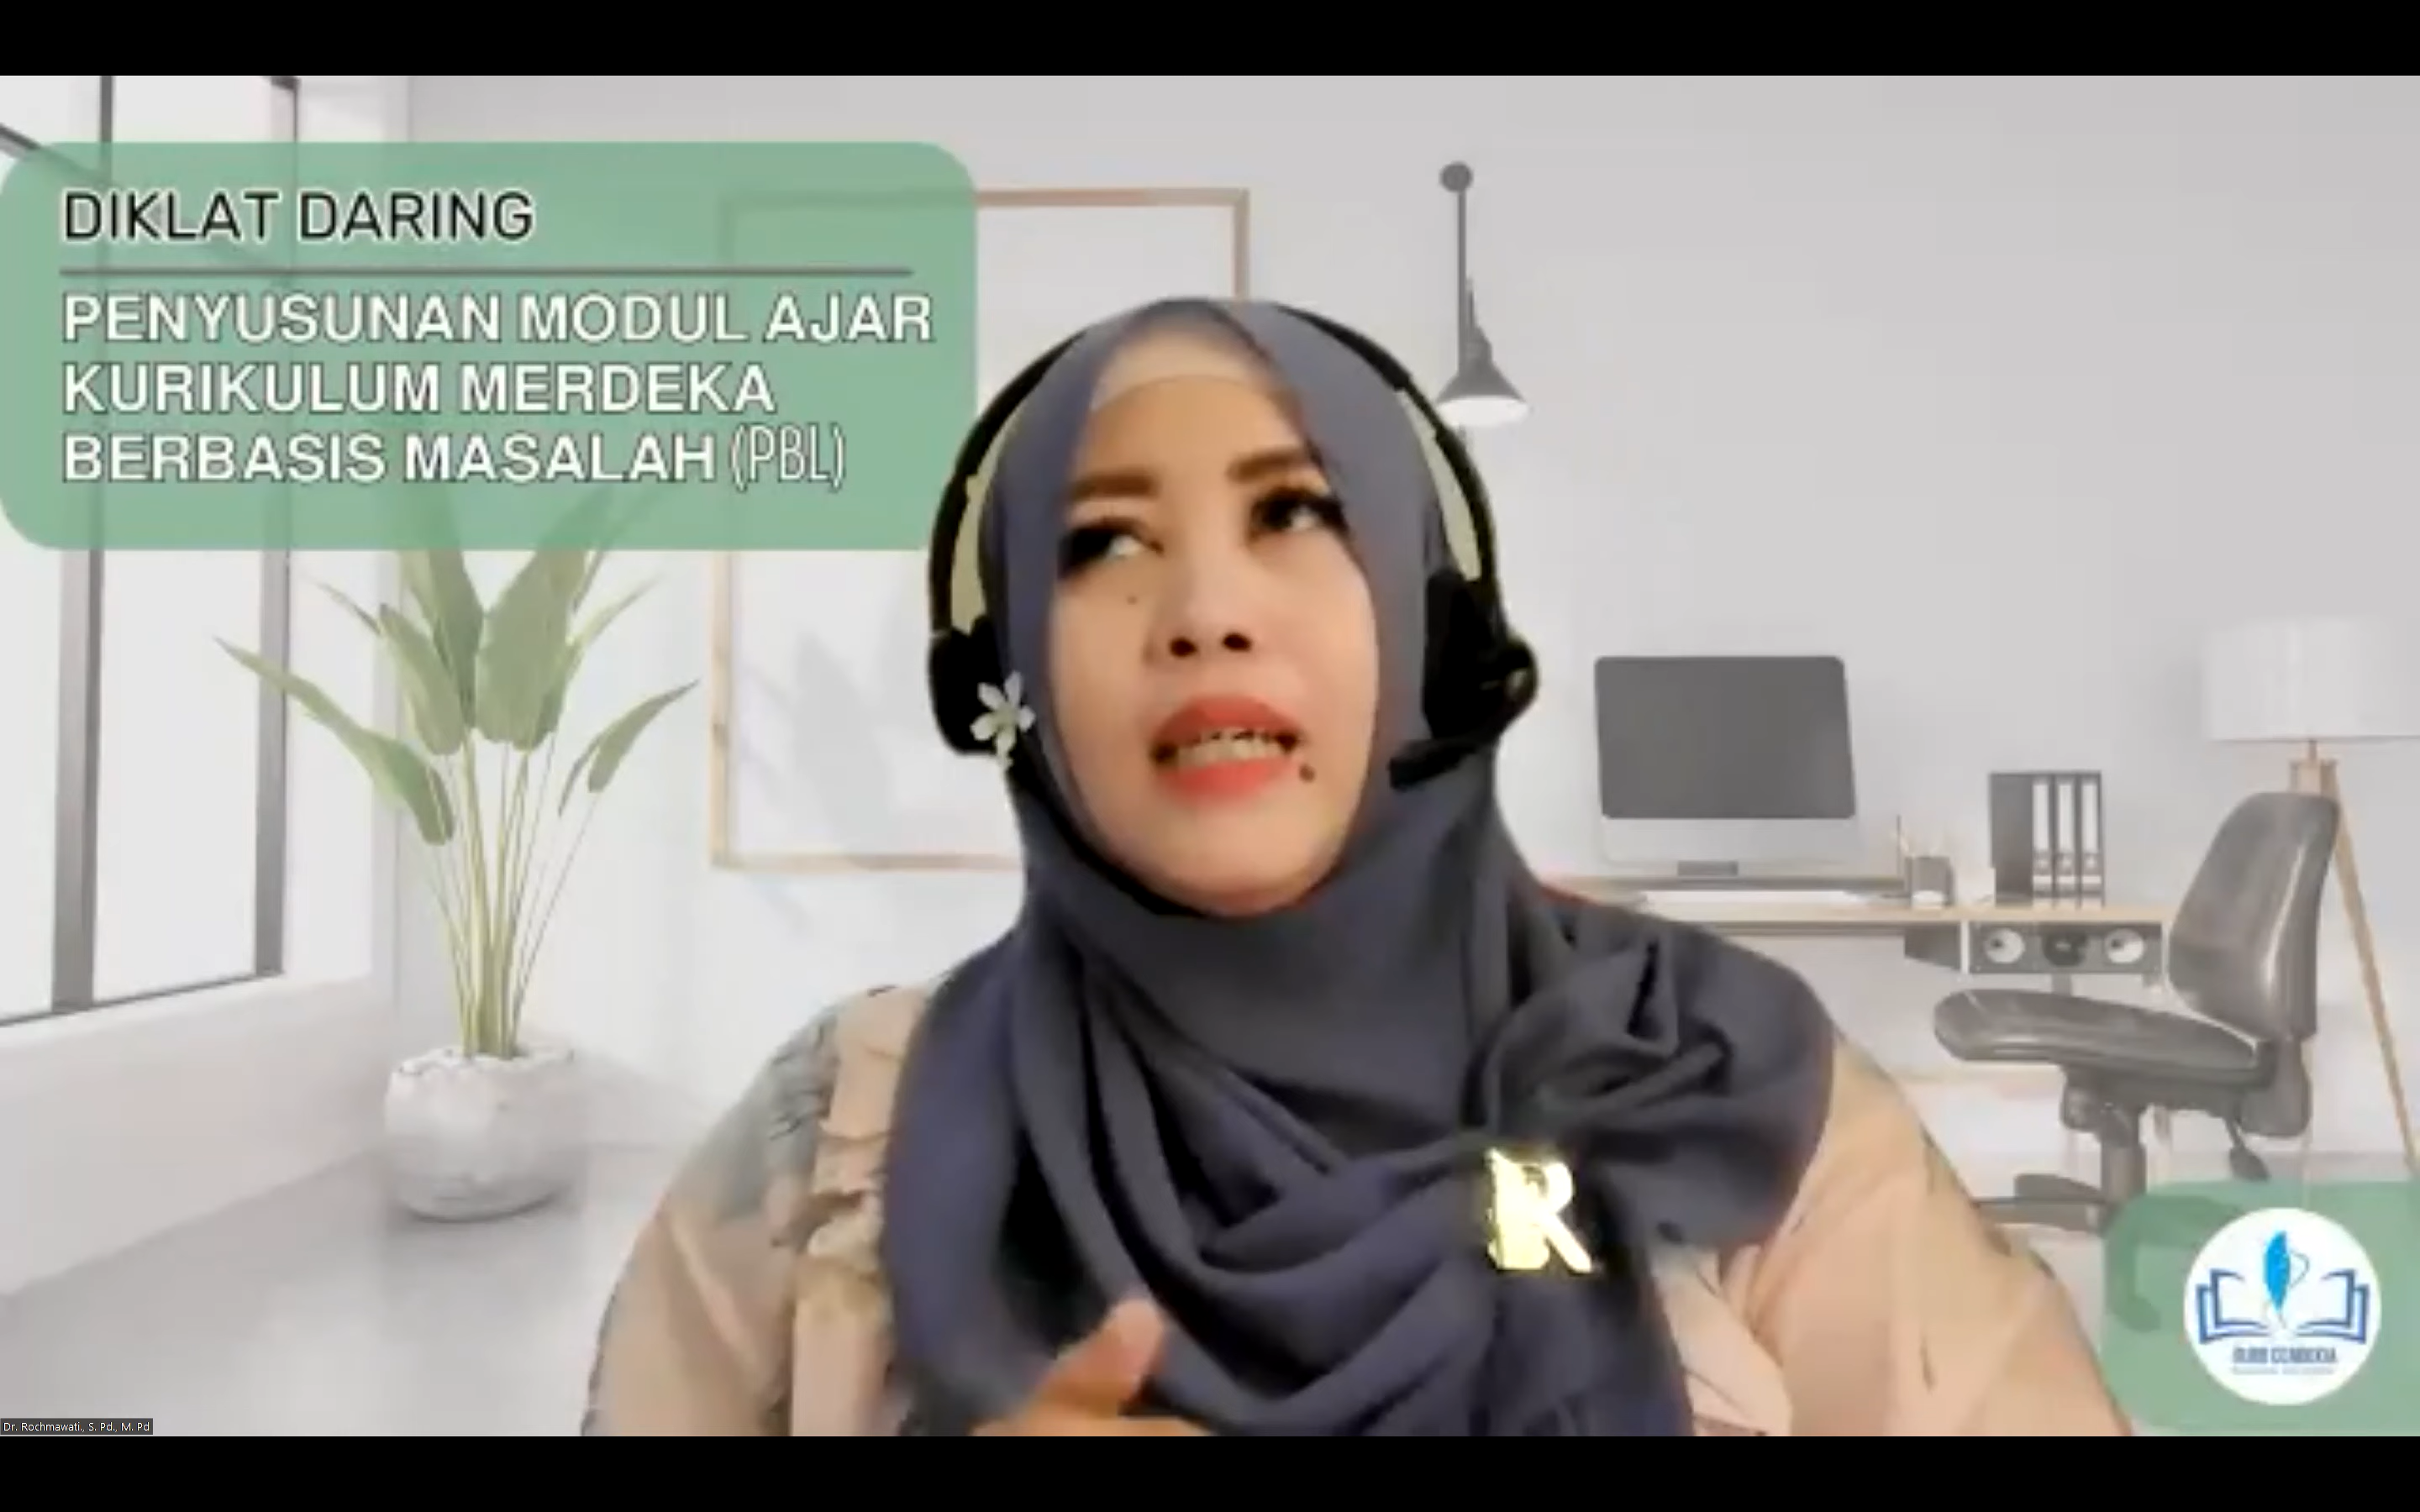 DIKLAT DARING
PENYUSUNAN MODUL AJAR
KURIKULUM MERDEKA
BERBASIS MASALAH (PBL)
R
Dr. Rochmawati., S. Pd., M. Pd